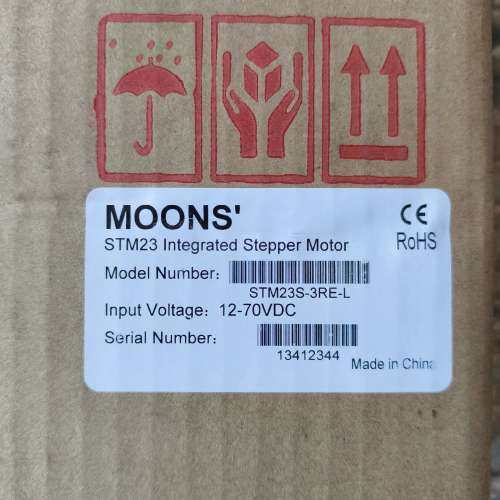 MOONS'
STM23 Integrated Stepper Motor
CE
RoHS
Model Number:
STM23S-3RE-L
Input Voltage: 12-70VDC
Serial Number:
13412344
Made in China